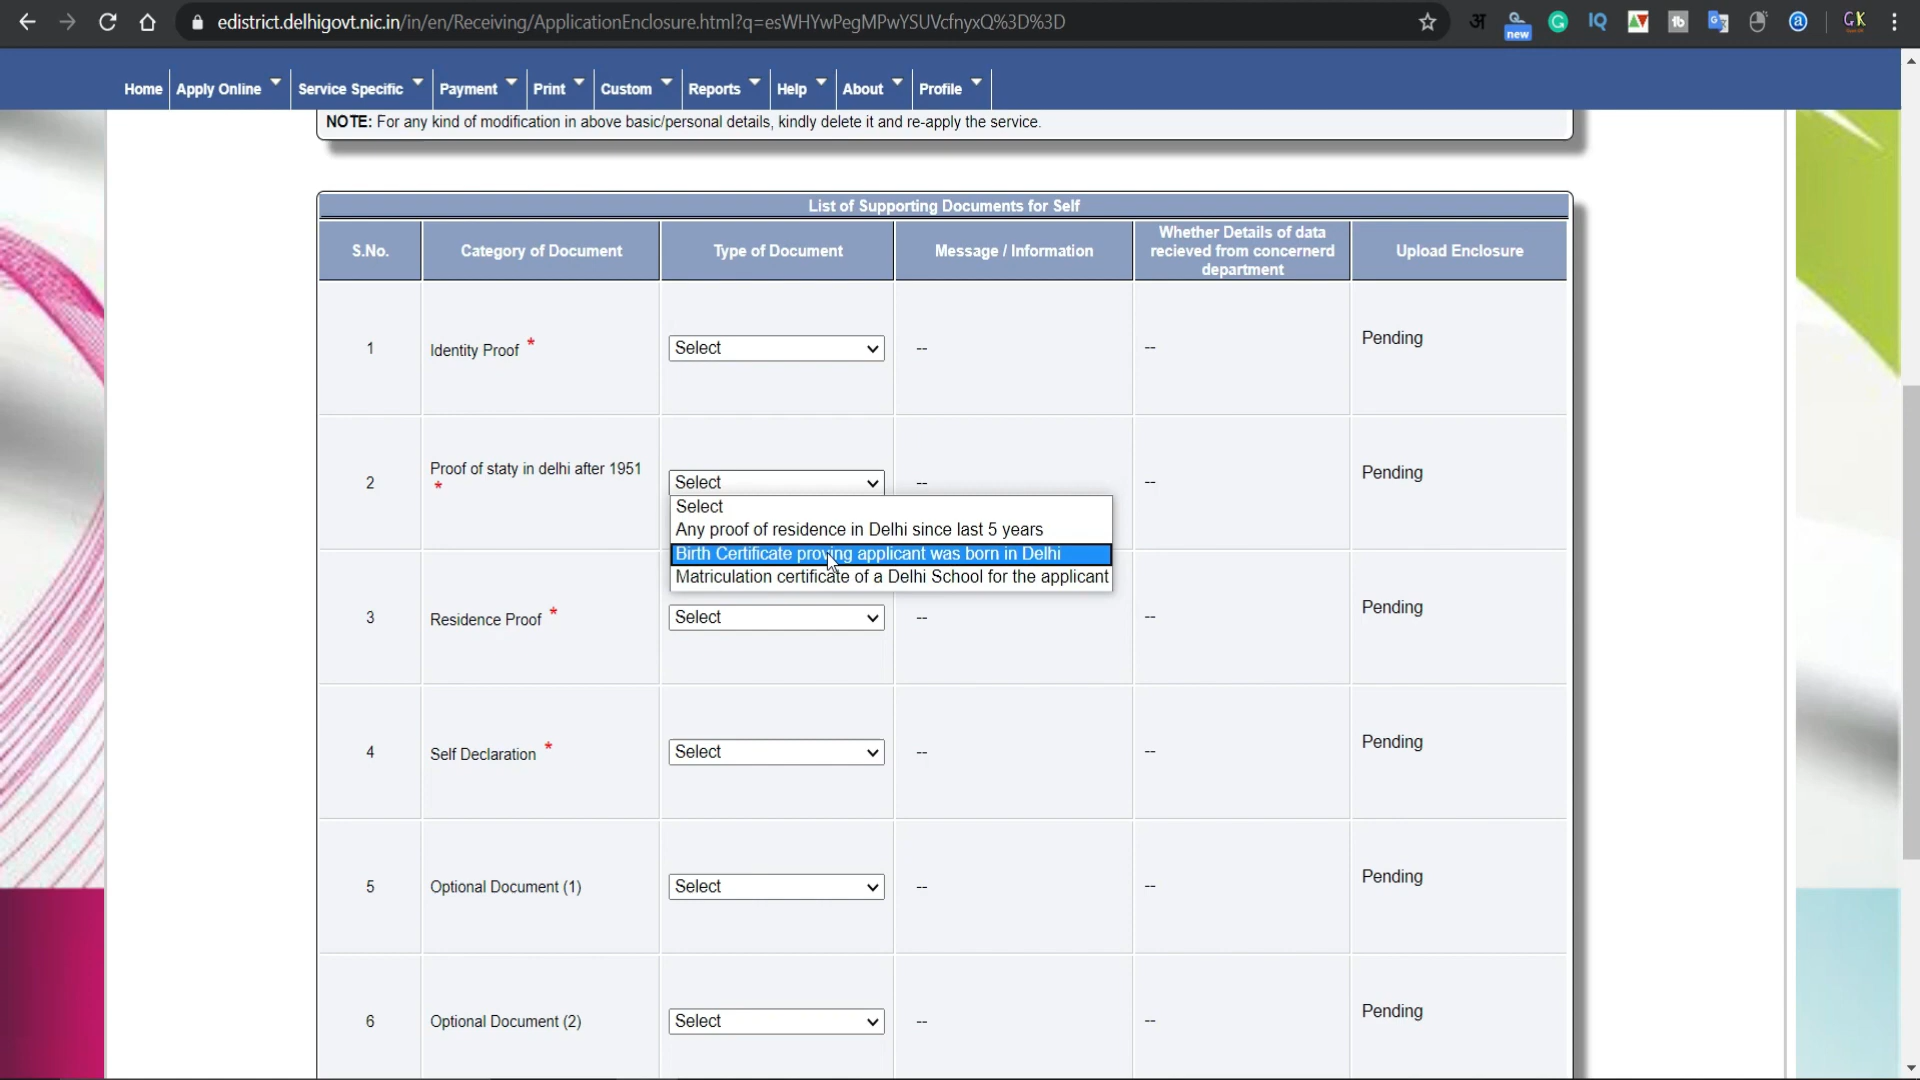 edistrict.delhigovt.nic.in/in/en/Receiving/ApplicationEnclosure.html?q=esWHYwPegMPwYSUVcfnyxQ%3D%3D
अ
new
IQ
tb
GK
Home
Apply Online
Service Specific
Payment
Print
Custom
Reports
Help
About
Profile
NOTE: For any kind of modification in above basic/personal details, kindly delete it and re-apply the service.
List of Supporting Documents for Self
S.No.
Category of Document
Type of Document
Message / Information
Whether Details of data
recieved from concernerd
department
Upload Enclosure
1
Identity Proof *
Select
--
--
Pending
2
Proof of staty in delhi after 1951
*
Select
--
--
Pending
Select
Any proof of residence in Delhi since last 5 years
Birth Certificate proving applicant was born in Delhi
Matriculation certificate of a Delhi School for the applicant
3
Residence Proof *
Select
--
--
Pending
4
Self Declaration *
Select
--
--
Pending
5
Optional Document (1)
Select
--
--
Pending
6
Optional Document (2)
Select
--
--
Pending